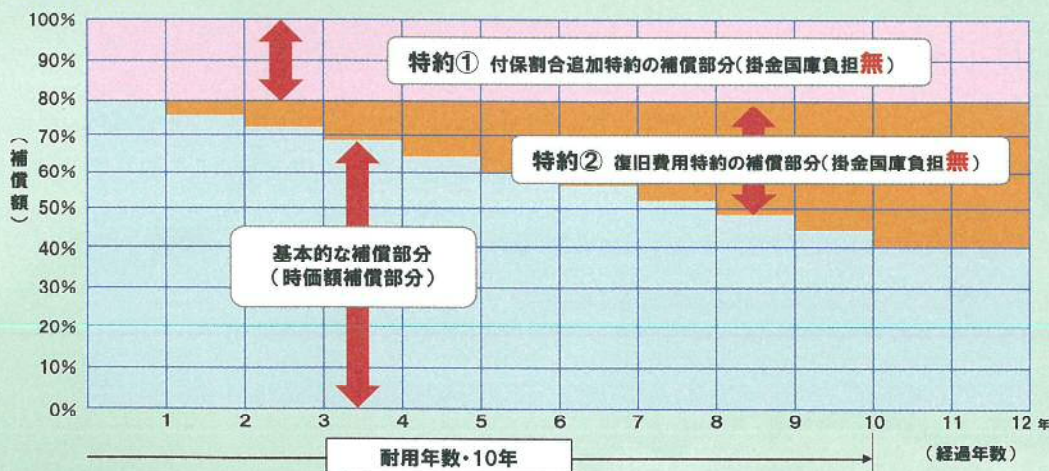 100%
90%
80%
70%
60%
50%
40%
30%
20%
10%
0%
(補償額)
特約① 付保割合追加特約の補償部分(掛金国庫負担無)
特約② 復旧費用特約の補償部分(掛金国庫負担無)
基本的な補償部分
(時価額補償部分)
1 2 3 4 5 6 7 8 9 10 11 12 年
耐用年数・10年
(経過年数)